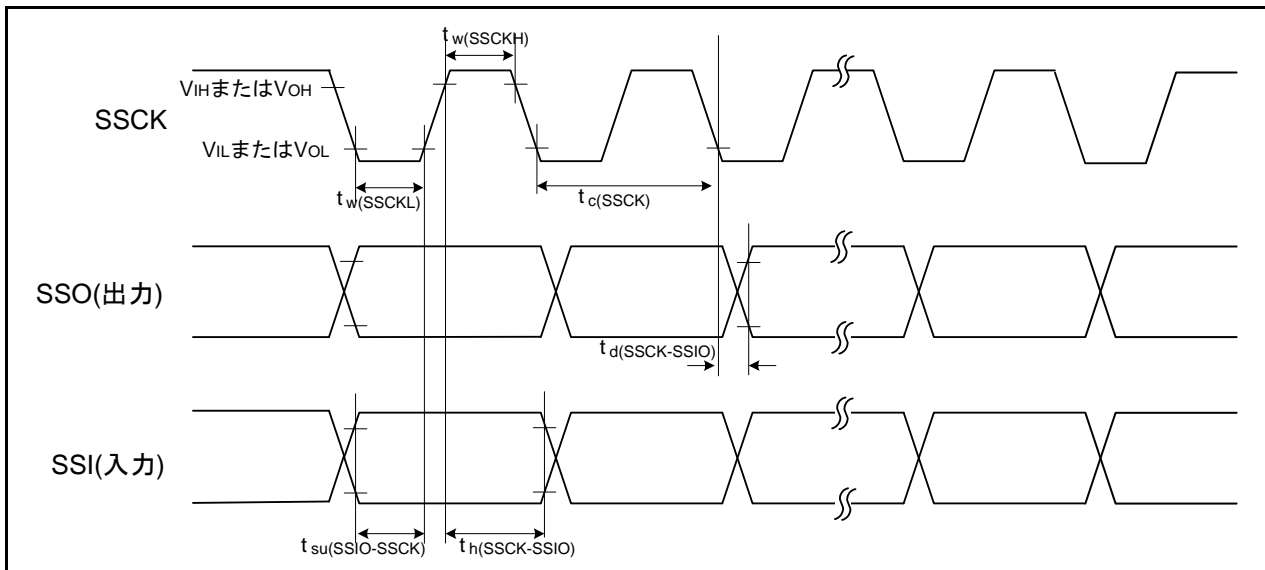 tw(SSCKH)
VIHまたはVOH
SSCK
VILまたはVOL
tw(SSCKL)
tc(SSCK)
SSO(出力)
td(SSCK-SSIO)
SSI(入力)
tsu(SSIO-SSCK)
th(SSCK-SSIO)